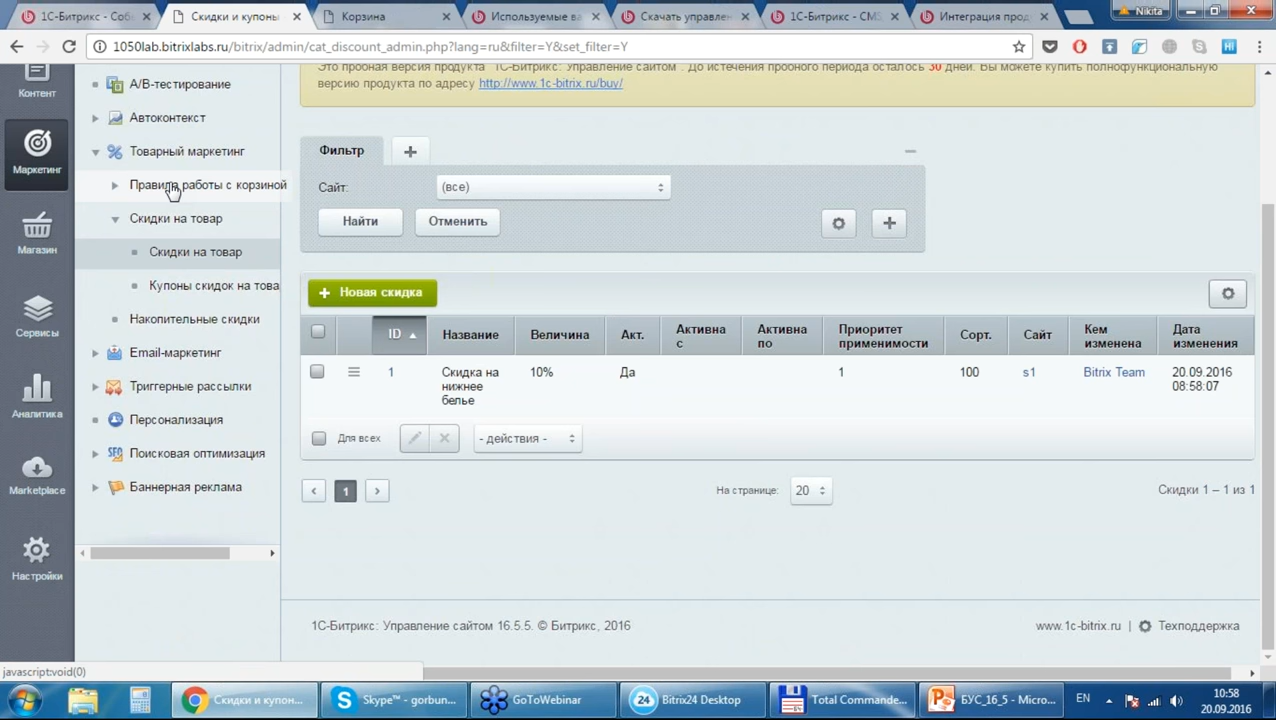 1С-Битрикс - Собы
Скидки и купоны
Корзина
Используемые ва
Скачать управлен
1С-Битрикс - CMS
Интеграция прод
Nikita
1050lab.bitrixlabs.ru/bitrix/admin/cat_discount_admin.php?lang=ru&filter=Y&set_filter=Y
Контент
Маркетинг
Магазин
Сервисы
Аналитика
Marketplace
Настройки
A/B-тестирование
Автоконтекст
Товарный маркетинг
Правила работы с корзиной
Скидки на товар
Скидки на товар
Купоны скидок на това
Накопительные скидки
Email-маркетинг
Триггерные рассылки
Персонализация
Поисковая оптимизация
Баннерная реклама
Это пробная версия продукта "1С-Битрикс: Управление сайтом". До истечения пробного периода осталось 30 дней. Вы можете купить полнофункциональную
версию продукта по адресу http://www.1c-bitrix.ru/buy/
Фильтр
Сайт: (все)
Найти Отменить
Новая скидка
ID Название Величина Акт. Активна с Активна по Приоритет применимости Сорт. Сайт Кем изменена Дата изменения
1 Скидка на нижнее белье 10% Да 1 100 s1 Bitrix Team 20.09.2016 08:58:07
Для всех - действия -
1 На странице: 20 Скидки 1 – 1 из 1
1С-Битрикс: Управление сайтом 16.5.5. © Битрикс, 2016 www.1c-bitrix.ru | Техподдержка
javascript:void(0)
Скидки и купон...
Skype™ - gorbun...
GoToWebinar
24 Bitrix24 Desktop
Total Commande...
БУС_16_5 - Micro...
EN
10:58
20.09.2016